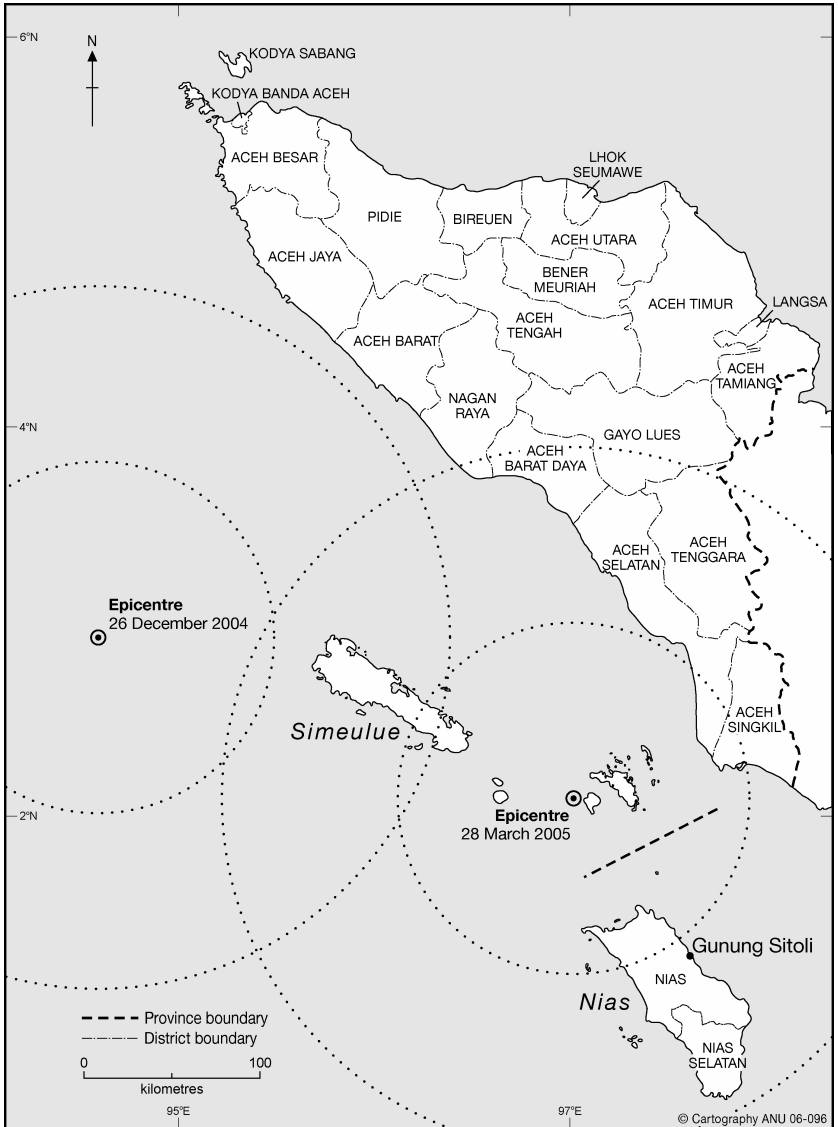 6°N
N
KODYA SABANG
KODYA BANDA ACEH
ACEH BESAR
LHOK
SEUMAWE
PIDIE
BIREUEN
ACEH UTARA
ACEH JAYA
BENER
MEURIAH
ACEH TIMUR
LANGSA
ACEH
TENGAH
ACEH BARAT
ACEH
TAMIANG
NAGAN
RAYA
4°N
GAYO LUES
ACEH
BARAT DAYA
ACEH
SELATAN
ACEH
TENGGARA
Epicentre
26 December 2004
Simeulue
ACEH
SINGKIL
2°N
Epicentre
28 March 2005
Gunung Sitoli
NIAS
Nias
NIAS
SELATAN
Province boundary
District boundary
0 100
kilometres
95°E
97°E
© Cartography ANU 06-096